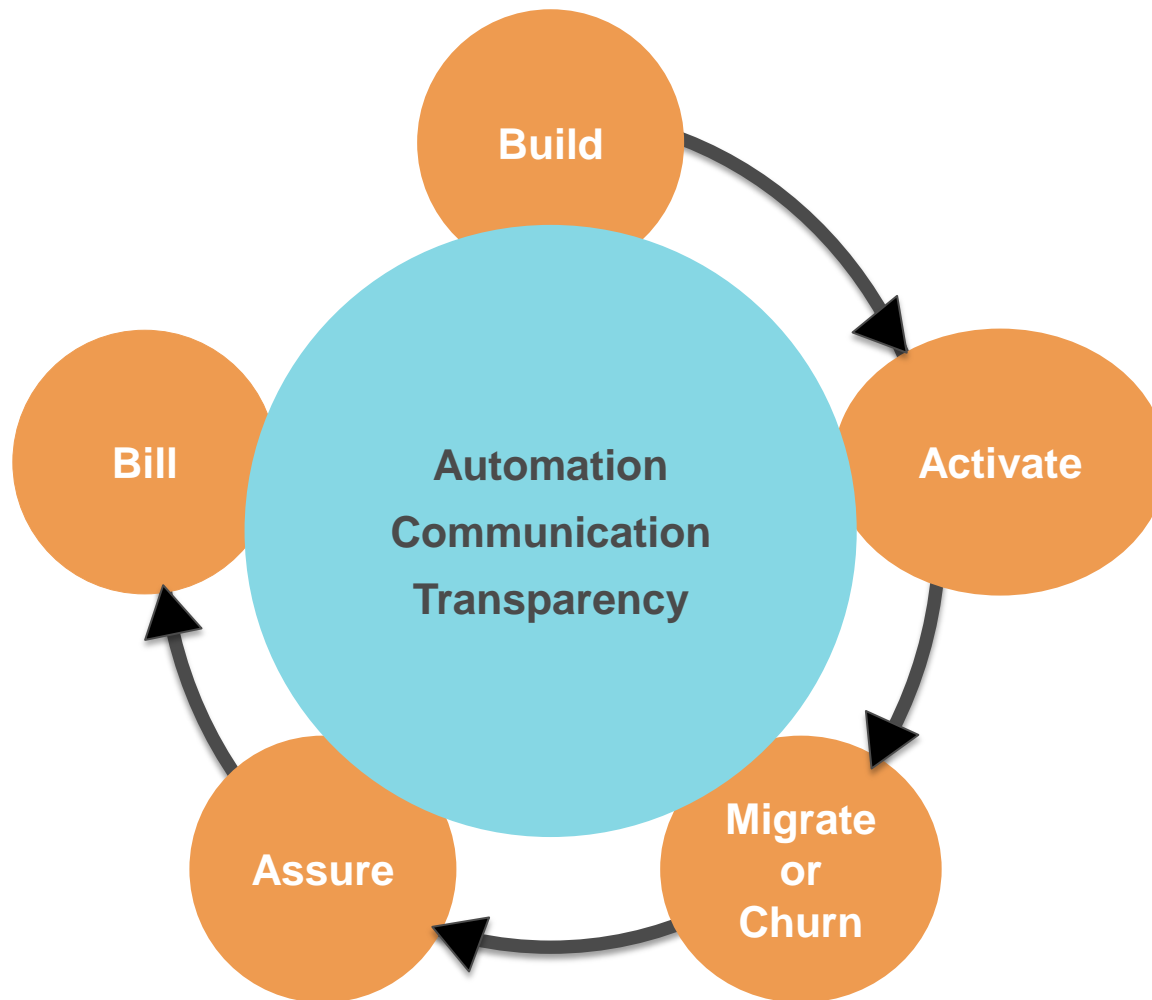 Build
Activate
Migrate
or
Churn
Assure
Bill
Automation
Communication
Transparency